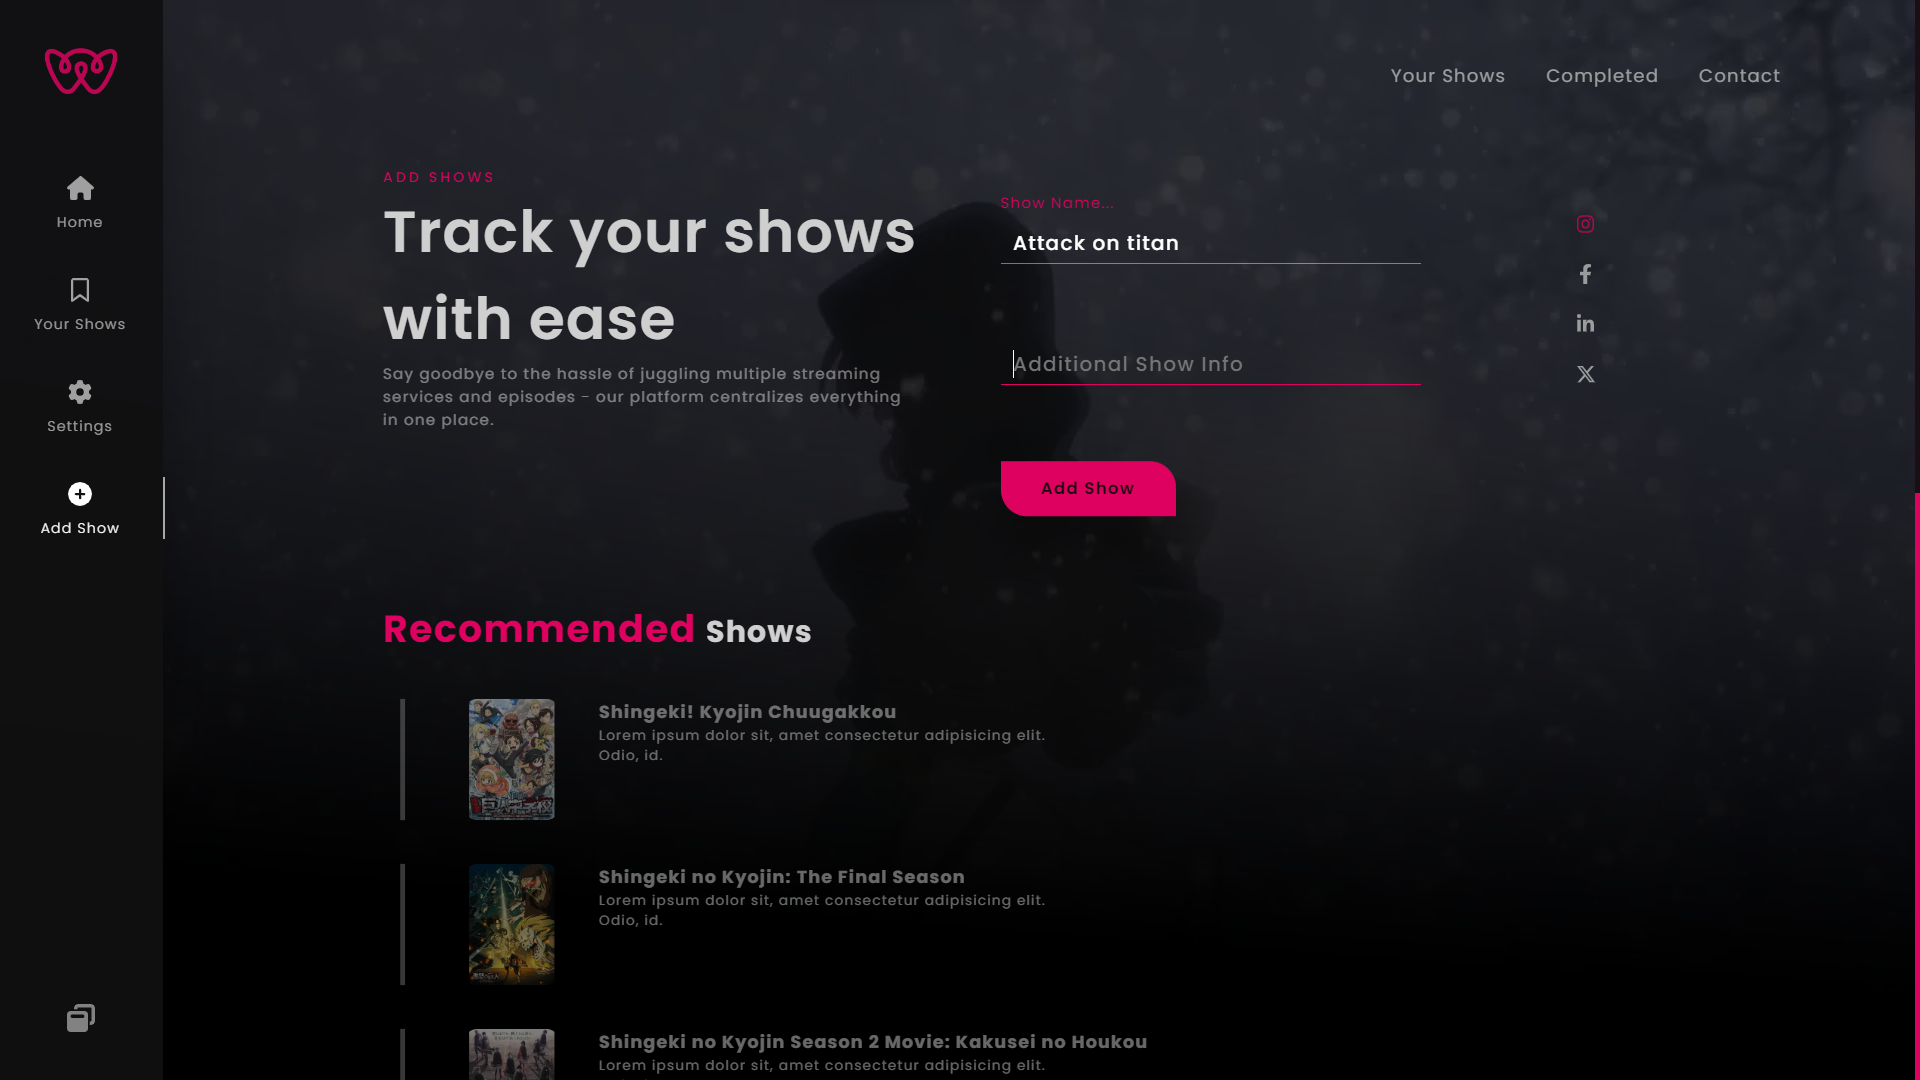 Your Shows
Completed
Contact
Home
Your Shows
Settings
Add Show
ADD SHOWS
Track your shows
with ease
Say goodbye to the hassle of juggling multiple streaming
services and episodes - our platform centralizes everything
in one place.
Show Name...
Attack on titan
Additional Show Info
Add Show
Recommended Shows
Shingeki! Kyojin Chuugakkou
Lorem ipsum dolor sit, amet consectetur adipisicing elit.
Odio, id.
Shingeki no Kyojin: The Final Season
Lorem ipsum dolor sit, amet consectetur adipisicing elit.
Odio, id.
Shingeki no Kyojin Season 2 Movie: Kakusei no Houkou
Lorem ipsum dolor sit, amet consectetur adipisicing elit.